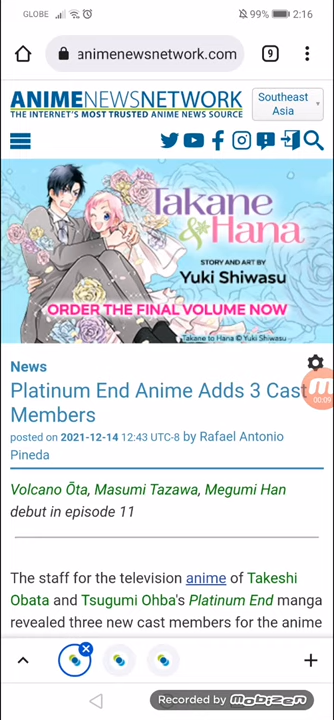 GLOBE 99% 2:16
animenewsnetwork.com 9
ANIMENEWSNETWORK
THE INTERNET'S MOST TRUSTED ANIME NEWS SOURCE
Southeast
Asia
Takane
& Hana
STORY AND ART BY
Yuki Shiwasu
ORDER THE FINAL VOLUME NOW
Takane to Hana © Yuki Shiwasu
News
Platinum End Anime Adds 3 Cast
Members
00:09
posted on 2021-12-14 12:43 UTC-8 by Rafael Antonio
Pineda
Volcano Ōta, Masumi Tazawa, Megumi Han
debut in episode 11
The staff for the television anime of Takeshi
Obata and Tsugumi Ohba's Platinum End manga
revealed three new cast members for the anime
Recorded by mobizen